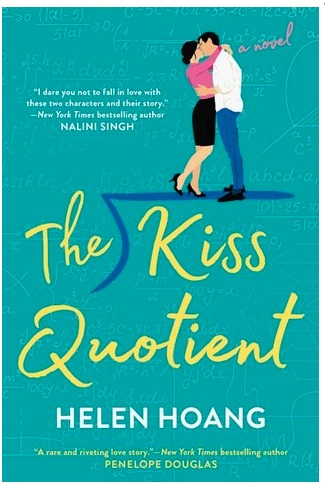 a novel
"I dare you not to fall in love with
these two characters and their story."
—New York Times bestselling author
NALINI SINGH
The Kiss
Quotient
HELEN HOANG
"A rare and riveting love story."—New York Times bestselling author
PENELOPE DOUGLAS